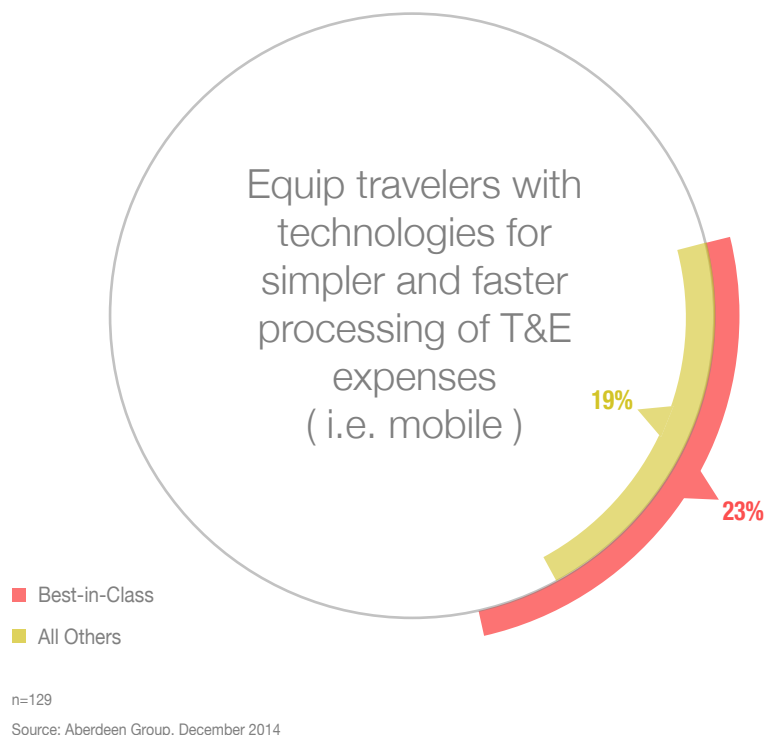 Equip travelers with
technologies for
simpler and faster
processing of T&E
expenses
( i.e. mobile )
19%
23%
Best-in-Class
All Others
n=129
Source: Aberdeen Group, December 2014